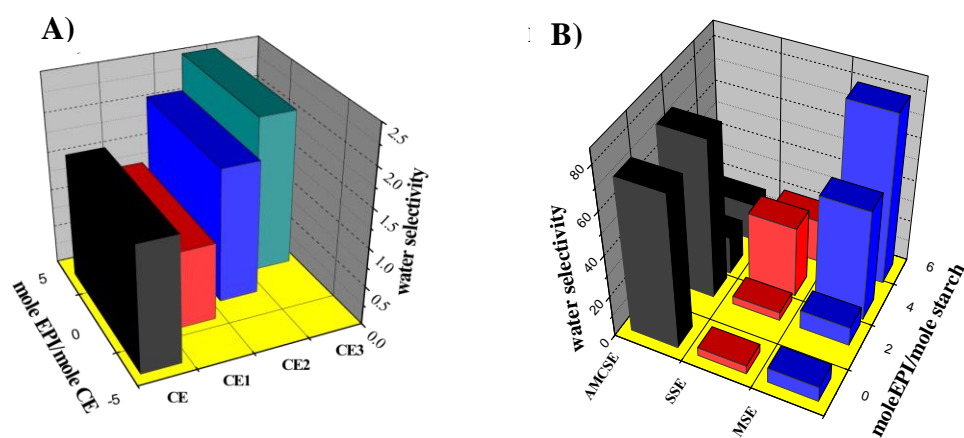 A)
5
0
-5
mole EPI/mole CE
CE
CE1
CE2
CE3
0.0
0.5
1.0
1.5
2.0
2.5
water selectivity
B)
80
60
40
20
0
water selectivity
AMCSE
SSE
MSE
0
2
4
6
moleEPI/mole starch